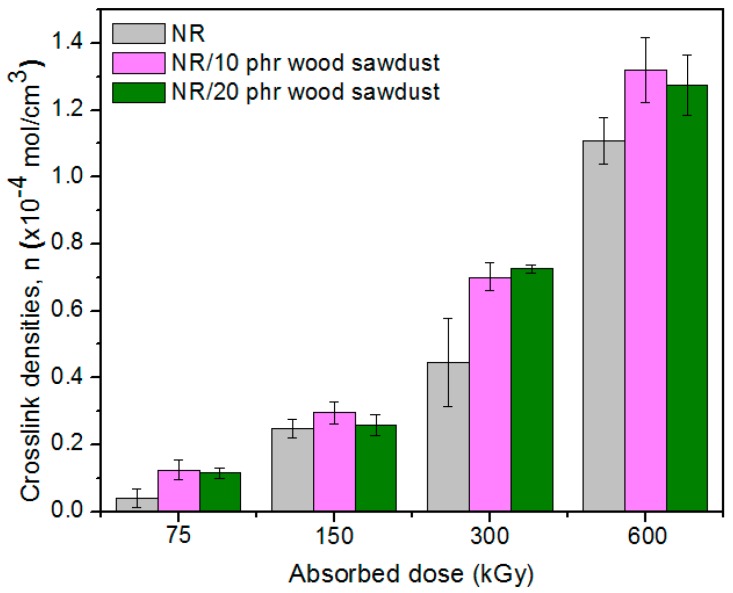 NR
NR/10 phr wood sawdust
NR/20 phr wood sawdust
Crosslink densities, n (x10⁻⁴ mol/cm³)
1.4
1.2
1.0
0.8
0.6
0.4
0.2
0.0
75 150 300 600
Absorbed dose (kGy)